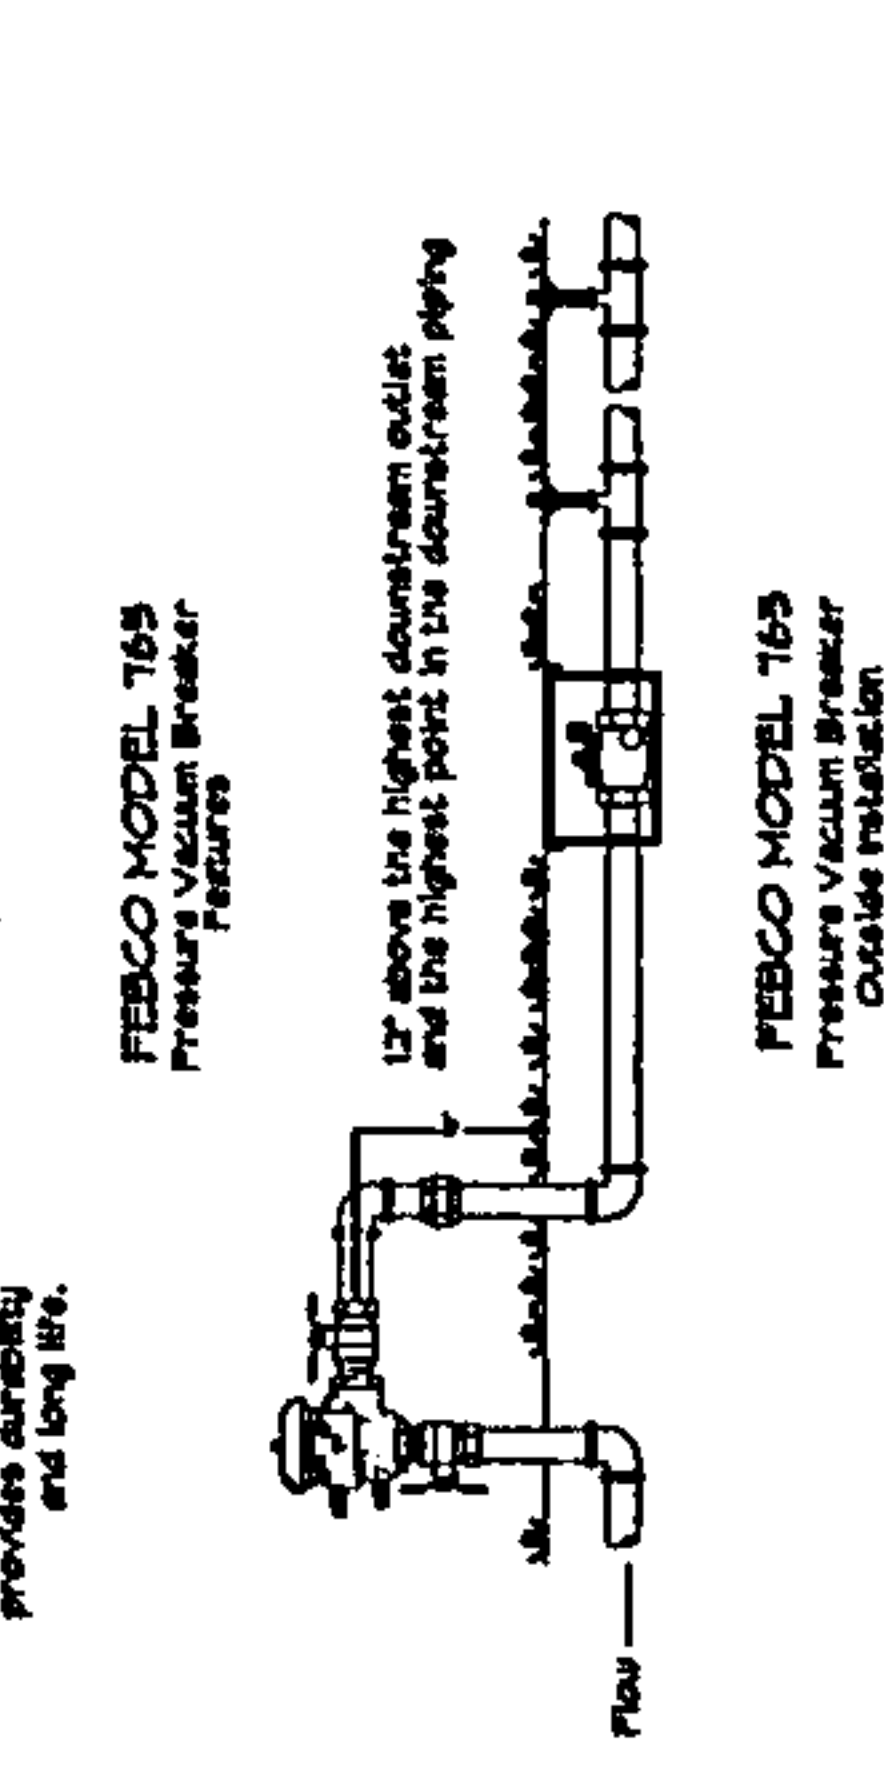 provides durability
and long life.
FEBCO MODEL 765
Pressure Vacuum Breaker
Features
12" above the highest downstream outlet
and the highest point in the downstream piping
Flow
FEBCO MODEL 765
Pressure Vacuum Breaker
Outside Installation